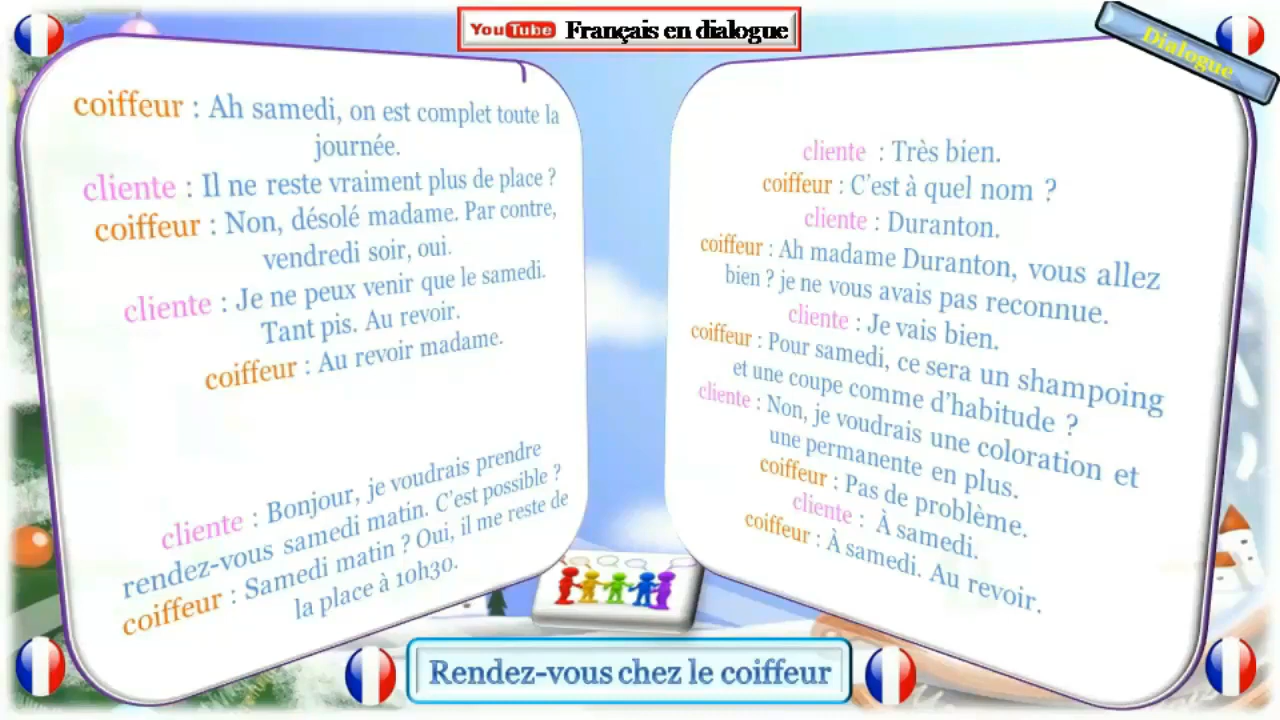 YouTube Français en dialogue
Dialogue
coiffeur : Ah samedi, on est complet toute la
journée.
cliente : Il ne reste vraiment plus de place ?
coiffeur : Non, désolé madame. Par contre,
vendredi soir, oui.
cliente : Je ne peux venir que le samedi.
Tant pis. Au revoir.
coiffeur : Au revoir madame.
cliente : Bonjour, je voudrais prendre
rendez-vous samedi matin. C’est possible ?
coiffeur : Samedi matin ? Oui, il me reste de
la place à 10h30.
cliente : Très bien.
coiffeur : C’est à quel nom ?
cliente : Duranton.
coiffeur : Ah madame Duranton, vous allez
bien ? je ne vous avais pas reconnue.
cliente : Je vais bien.
coiffeur : Pour samedi, ce sera un shampoing
et une coupe comme d’habitude ?
cliente : Non, je voudrais une coloration et
une permanente en plus.
coiffeur : Pas de problème.
cliente : À samedi.
coiffeur : À samedi. Au revoir.
Rendez-vous chez le coiffeur